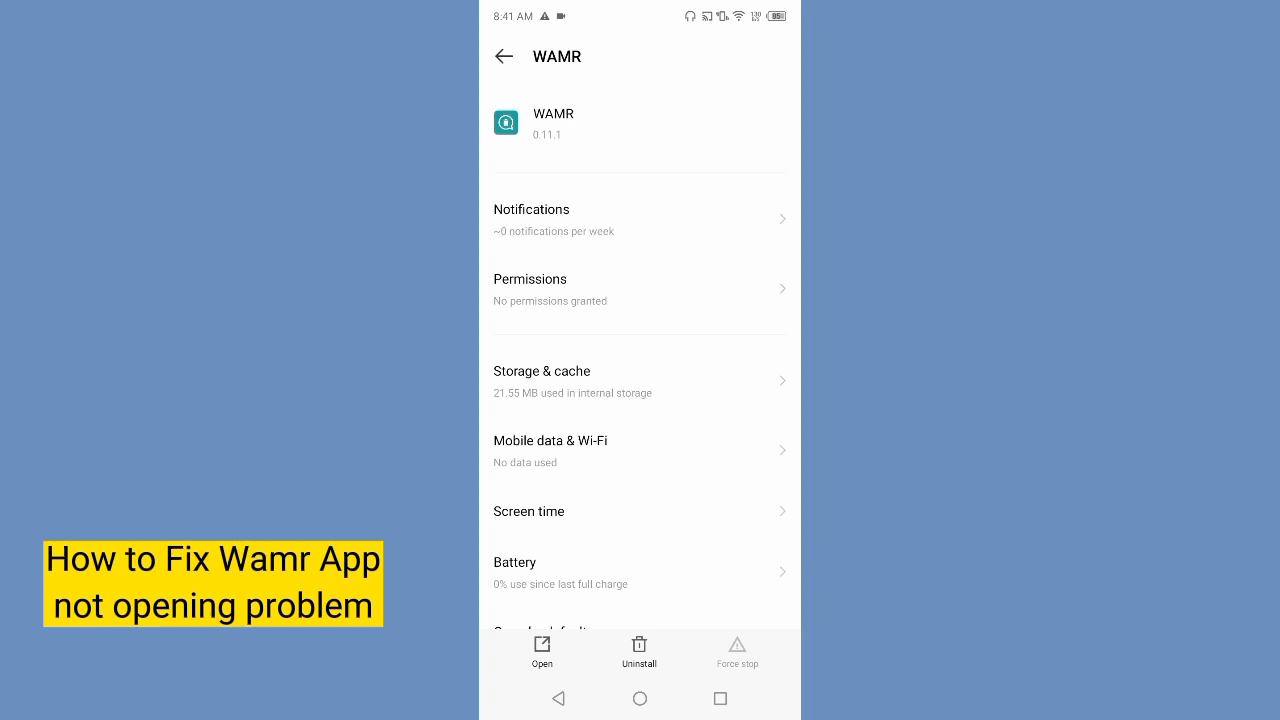 8:41 AM
95
WAMR
WAMR
0.11.1
Notifications
~0 notifications per week
Permissions
No permissions granted
Storage & cache
21.55 MB used in internal storage
Mobile data & Wi-Fi
No data used
Screen time
Battery
0% use since last full charge
How to Fix Wamr App
not opening problem
Open
Uninstall
Force stop